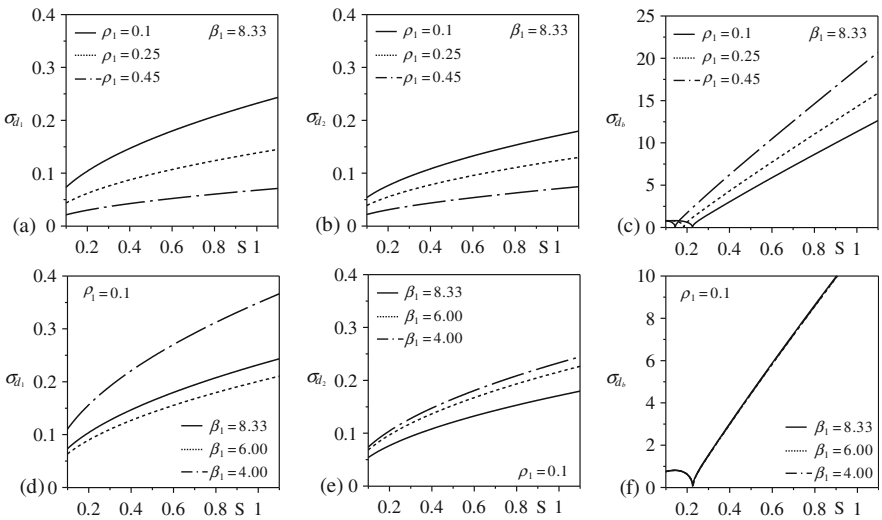 0.4
ρ₁=0.1 β₁=8.33
ρ₁=0.25
0.3
ρ₁=0.45
σ_d₁ 0.2
0.1
(a) 0
0.2 0.4 0.6 0.8 S 1
0.4
ρ₁=0.1 β₁=8.33
ρ₁=0.25
0.3
ρ₁=0.45
σ_d₂ 0.2
0.1
(b) 0
0.2 0.4 0.6 0.8 S 1
25
ρ₁=0.1 β₁=8.33
20
ρ₁=0.25
ρ₁=0.45
15
σ_d_b
10
5
(c) 0
0.2 0.4 0.6 0.8 S 1
0.4
ρ₁=0.1
0.3
σ_d₁ 0.2
0.1
β₁=8.33
β₁=6.00
β₁=4.00
(d) 0
0.2 0.4 0.6 0.8 S 1
0.4
β₁=8.33
β₁=6.00
0.3
β₁=4.00
σ_d₂ 0.2
0.1
ρ₁=0.1
(e) 0
0.2 0.4 0.6 0.8 S 1
10
ρ₁=0.1
8
6
σ_d_b
4
β₁=8.33
2
β₁=6.00
β₁=4.00
(f) 0
0.2 0.4 0.6 0.8 S 1